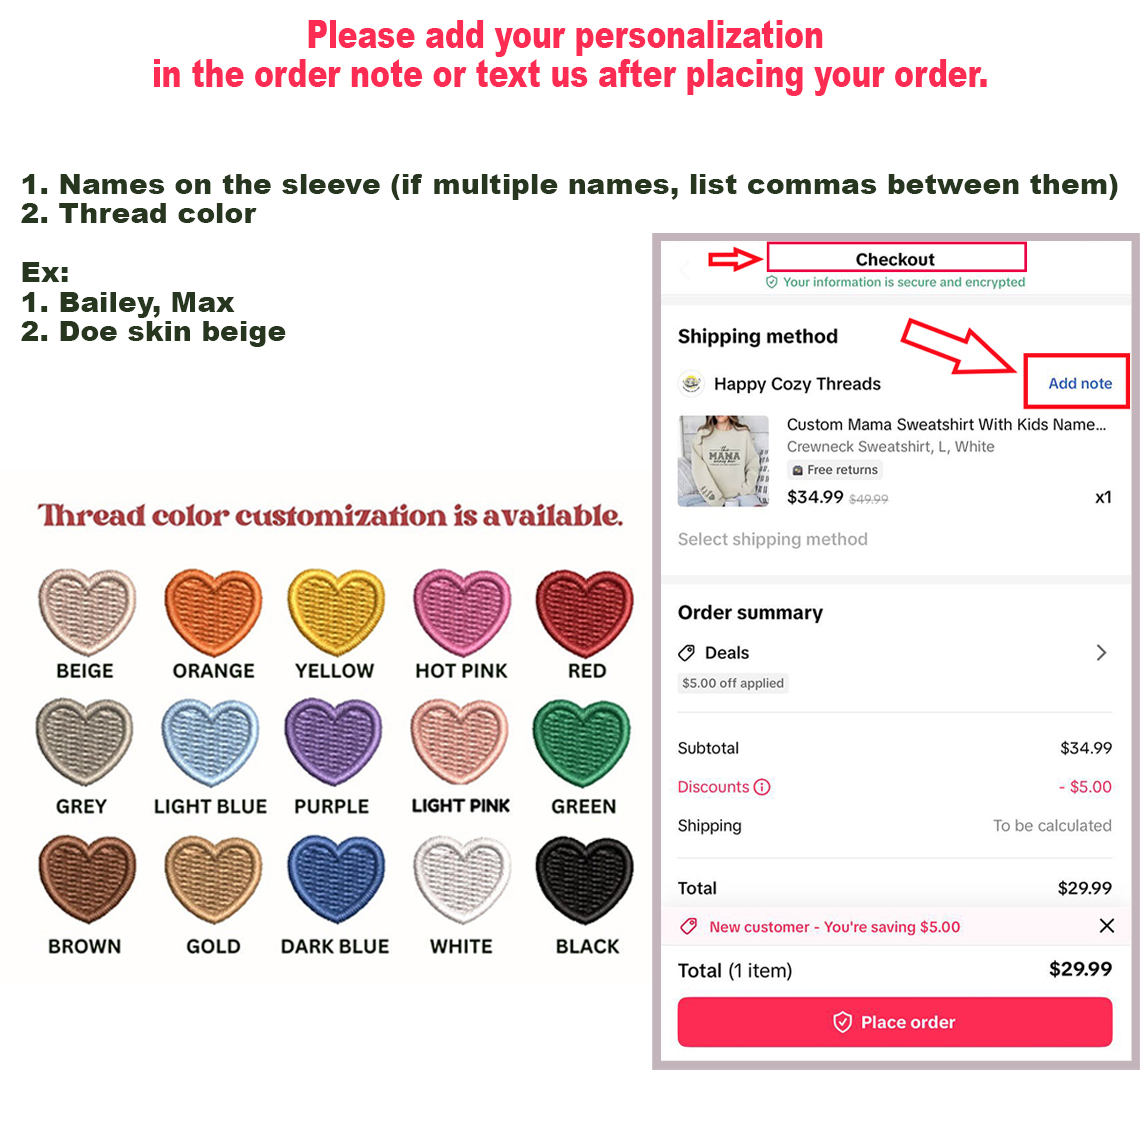 Please add your personalization
in the order note or text us after placing your order.
1. Names on the sleeve (if multiple names, list commas between them)
2. Thread color
Ex:
1. Bailey, Max
2. Doe skin beige
Thread color customization is available.
BEIGE ORANGE YELLOW HOT PINK RED
GREY LIGHT BLUE PURPLE LIGHT PINK GREEN
BROWN GOLD DARK BLUE WHITE BLACK
Checkout
Your information is secure and encrypted
Shipping method
Happy Cozy Threads Add note
Custom Mama Sweatshirt With Kids Name...
Crewneck Sweatshirt, L, White
Free returns
$34.99 $49.99 x1
MAMA
Select shipping method
Order summary
Deals
$5.00 off applied
Subtotal $34.99
Discounts - $5.00
Shipping To be calculated
Total $29.99
New customer - You're saving $5.00
Total (1 item) $29.99
Place order